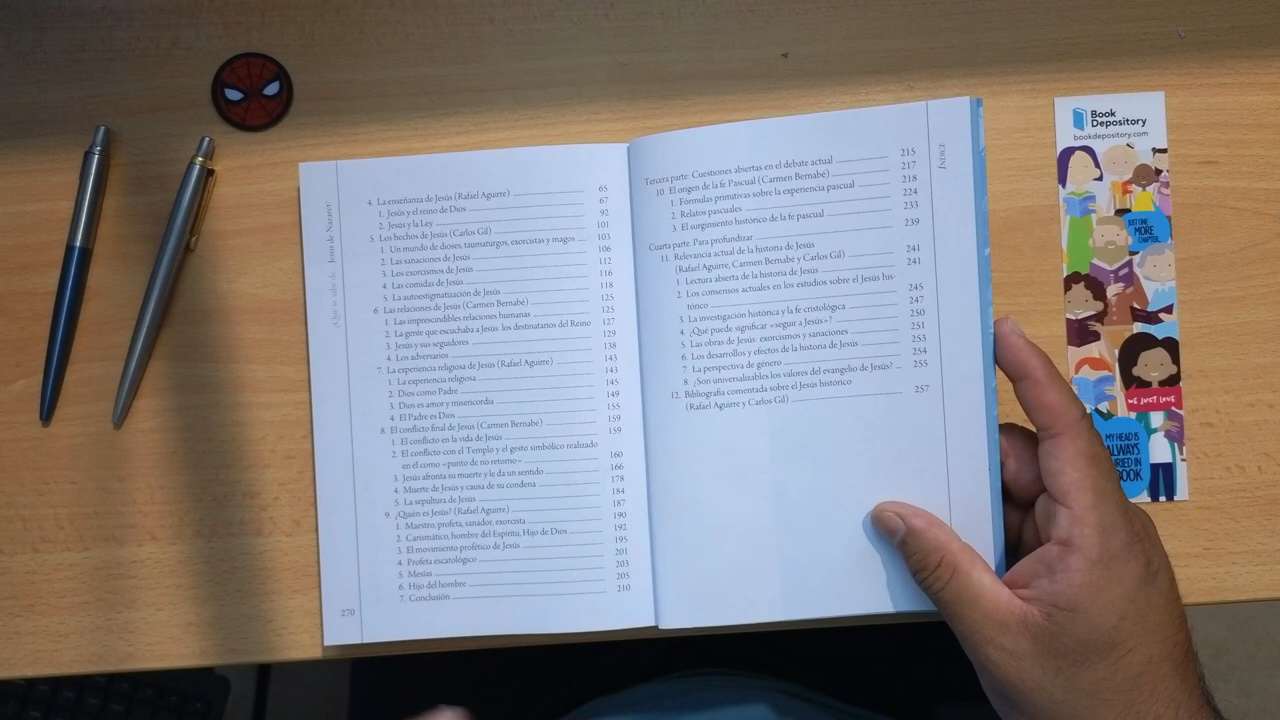 ¿Qué se sabe de... Jesús de Nazaret?
4. La enseñanza de Jesús (Rafael Aguirre) 65
1. Jesús y el reino de Dios 67
2. Jesús y la Ley 92
5. Los hechos de Jesús (Carlos Gil) 101
1. Un mundo de dioses, taumaturgos, exorcistas y magos 103
2. Las sanaciones de Jesús 106
3. Los exorcismos de Jesús 112
4. Las comidas de Jesús 116
5. La autoestigmatización de Jesús 118
6. Las relaciones de Jesús (Carmen Bernabé) 125
1. Las imprescindibles relaciones humanas 125
2. La gente que escuchaba a Jesús: los destinatarios del Reino 127
3. Jesús y sus seguidores 129
4. Los adversarios 138
7. La experiencia religiosa de Jesús (Rafael Aguirre) 143
1. La experiencia religiosa 143
2. Dios como Padre 145
3. Dios es amor y misericordia 149
4. El Padre es Dios 155
8. El conflicto final de Jesús (Carmen Bernabé) 159
1. El conflicto en la vida de Jesús 159
2. El conflicto con el Templo y el gesto simbólico realizado
en él como «punto de no retorno» 160
3. Jesús afronta su muerte y le da un sentido 166
4. Muerte de Jesús y causa de su condena 178
5. La sepultura de Jesús 184
9. ¿Quién es Jesús? (Rafael Aguirre) 187
1. Maestro, profeta, sanador, exorcista 190
2. Carismático, hombre del Espíritu, Hijo de Dios 192
3. El movimiento profético de Jesús 195
4. Profeta escatológico 201
5. Mesías 203
6. Hijo del hombre 205
7. Conclusión 210
270
ÍNDICE
Tercera parte: Cuestiones abiertas en el debate actual 215
10. El origen de la fe Pascual (Carmen Bernabé) 217
1. Fórmulas primitivas sobre la experiencia pascual 218
2. Relatos pascuales 224
3. El surgimiento histórico de la fe pascual 233
Cuarta parte. Para profundizar 239
11. Relevancia actual de la historia de Jesús
(Rafael Aguirre, Carmen Bernabé y Carlos Gil) 241
1. Lectura abierta de la historia de Jesús 241
2. Los consensos actuales en los estudios sobre el Jesús his-
tórico 245
3. La investigación histórica y la fe cristológica 247
4. ¿Qué puede significar «seguir a Jesús»? 250
5. Las obras de Jesús: exorcismos y sanaciones 251
6. Los desarrollos y efectos de la historia de Jesús 253
7. La perspectiva de género 254
8. ¿Son universalizables los valores del evangelio de Jesús? 255
12. Bibliografía comentada sobre el Jesús histórico
(Rafael Aguirre y Carlos Gil) 257
Book
Depository
bookdepository.com
JUST ONE
MORE
CHAPTER...
WE JUST LOVE
MY HEAD IS
ALWAYS
IN
BOOK